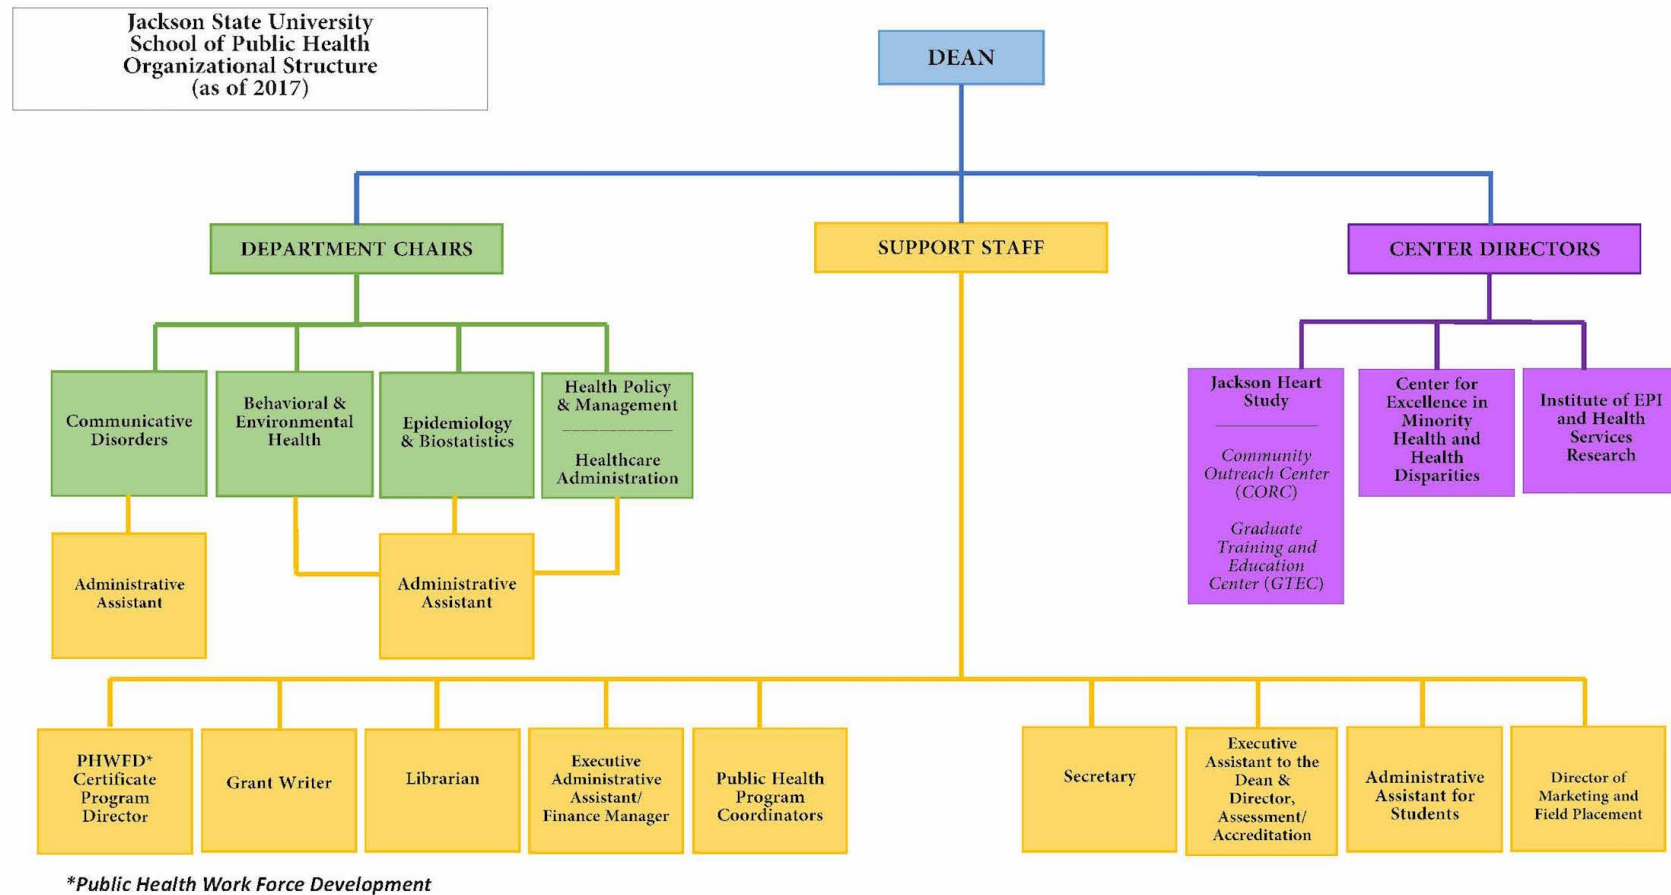 Jackson State University
School of Public Health
Organizational Structure
(as of 2017)
DEAN
DEPARTMENT CHAIRS
SUPPORT STAFF
CENTER DIRECTORS
Communicative
Disorders
Behavioral &
Environmental
Health
Epidemiology
& Biostatistics
Health Policy
& Management
Healthcare
Administration
Jackson Heart
Study
Community
Outreach Center
(CORC)
Graduate
Training and
Education
Center (GTEC)
Center for
Excellence in
Minority
Health and
Health
Disparities
Institute of EPI
and Health
Services
Research
Administrative
Assistant
Administrative
Assistant
PHWFD*
Certificate
Program
Director
Grant Writer
Librarian
Executive
Administrative
Assistant/
Finance Manager
Public Health
Program
Coordinators
Secretary
Executive
Assistant to the
Dean &
Director,
Assessment/
Accreditation
Administrative
Assistant for
Students
Director of
Marketing and
Field Placement
*Public Health Work Force Development